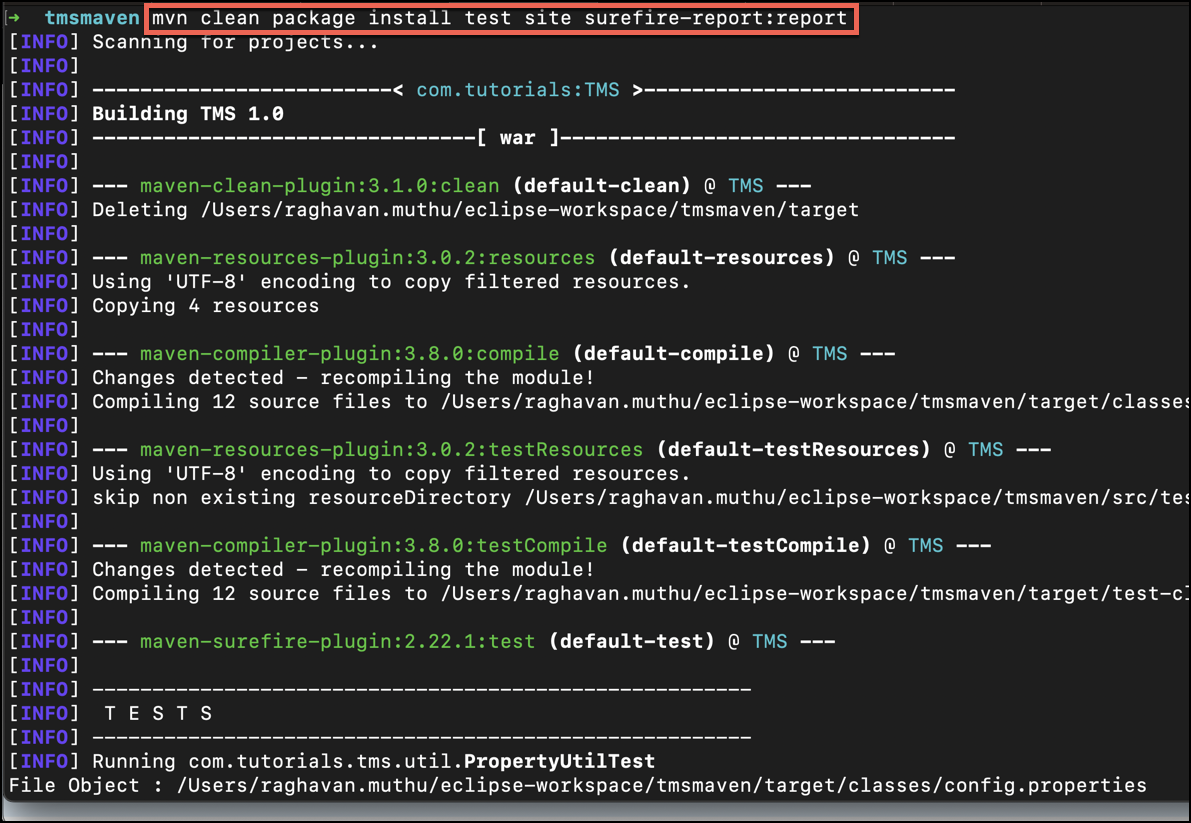 [➜  tmsmaven mvn clean package install test site surefire-report:report
[INFO] Scanning for projects...
[INFO]
[INFO] -------------------------< com.tutorials:TMS >--------------------------
[INFO] Building TMS 1.0
[INFO] --------------------------------[ war ]---------------------------------
[INFO]
[INFO] --- maven-clean-plugin:3.1.0:clean (default-clean) @ TMS ---
[INFO] Deleting /Users/raghavan.muthu/eclipse-workspace/tmsmaven/target
[INFO]
[INFO] --- maven-resources-plugin:3.0.2:resources (default-resources) @ TMS ---
[INFO] Using 'UTF-8' encoding to copy filtered resources.
[INFO] Copying 4 resources
[INFO]
[INFO] --- maven-compiler-plugin:3.8.0:compile (default-compile) @ TMS ---
[INFO] Changes detected - recompiling the module!
[INFO] Compiling 12 source files to /Users/raghavan.muthu/eclipse-workspace/tmsmaven/target/classes
[INFO]
[INFO] --- maven-resources-plugin:3.0.2:testResources (default-testResources) @ TMS ---
[INFO] Using 'UTF-8' encoding to copy filtered resources.
[INFO] skip non existing resourceDirectory /Users/raghavan.muthu/eclipse-workspace/tmsmaven/src/tes
[INFO]
[INFO] --- maven-compiler-plugin:3.8.0:testCompile (default-testCompile) @ TMS ---
[INFO] Changes detected - recompiling the module!
[INFO] Compiling 12 source files to /Users/raghavan.muthu/eclipse-workspace/tmsmaven/target/test-cl
[INFO]
[INFO] --- maven-surefire-plugin:2.22.1:test (default-test) @ TMS ---
[INFO]
[INFO] -------------------------------------------------------
[INFO]  T E S T S
[INFO] -------------------------------------------------------
[INFO] Running com.tutorials.tms.util.PropertyUtilTest
File Object : /Users/raghavan.muthu/eclipse-workspace/tmsmaven/target/classes/config.properties